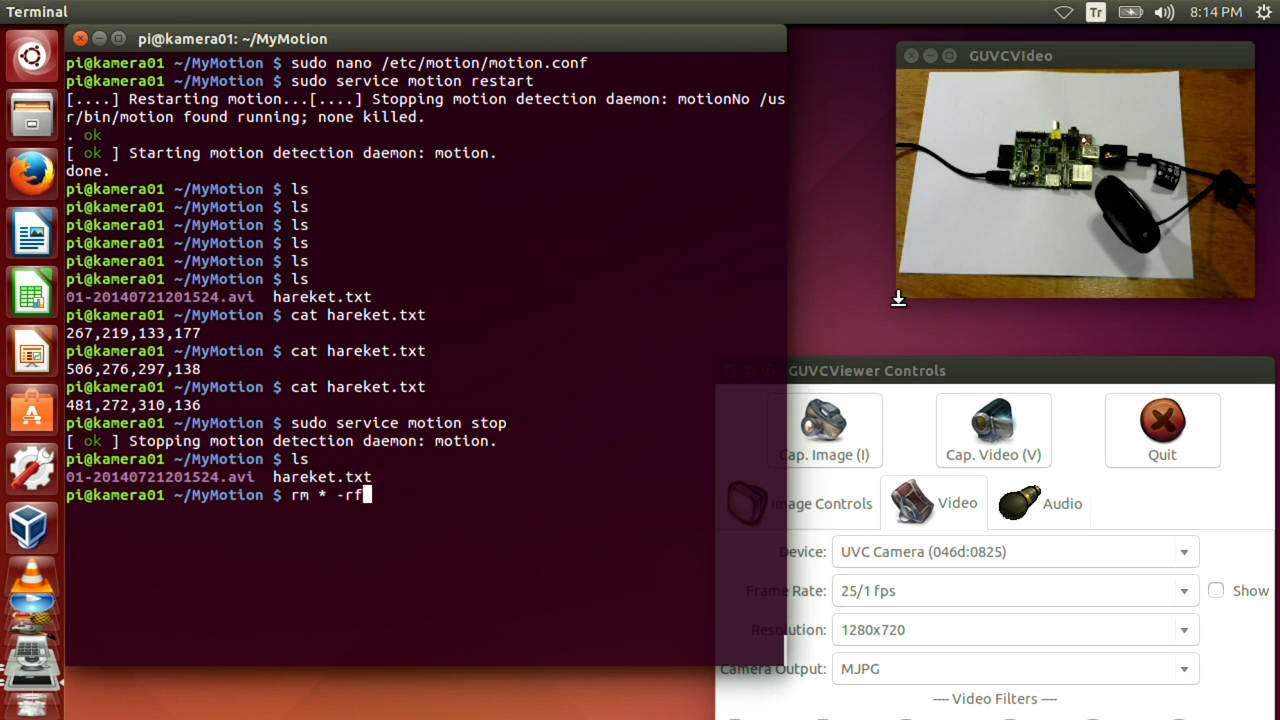 Terminal
Tr
8:14 PM
pi@kamera01: ~/MyMotion
pi@kamera01 ~/MyMotion $ sudo nano /etc/motion/motion.conf
pi@kamera01 ~/MyMotion $ sudo service motion restart
[....] Restarting motion...[....] Stopping motion detection daemon: motionNo /us
r/bin/motion found running; none killed.
. ok
[ ok ] Starting motion detection daemon: motion.
done.
pi@kamera01 ~/MyMotion $ ls
pi@kamera01 ~/MyMotion $ ls
pi@kamera01 ~/MyMotion $ ls
pi@kamera01 ~/MyMotion $ ls
pi@kamera01 ~/MyMotion $ ls
pi@kamera01 ~/MyMotion $ ls
01-20140721201524.avi  hareket.txt
pi@kamera01 ~/MyMotion $ cat hareket.txt
267,219,133,177
pi@kamera01 ~/MyMotion $ cat hareket.txt
506,276,297,138
pi@kamera01 ~/MyMotion $ cat hareket.txt
481,272,310,136
pi@kamera01 ~/MyMotion $ sudo service motion stop
[ ok ] Stopping motion detection daemon: motion.
pi@kamera01 ~/MyMotion $ ls
01-20140721201524.avi  hareket.txt
pi@kamera01 ~/MyMotion $ rm * -rf
GUVCVIdeo
GUVCViewer Controls
Cap. Image (I)
Cap. Video (V)
Quit
Image Controls
Video
Audio
Device:
UVC Camera (046d:0825)
Frame Rate:
25/1 fps
Show
Resolution:
1280x720
Camera Output:
MJPG
---- Video Filters ----